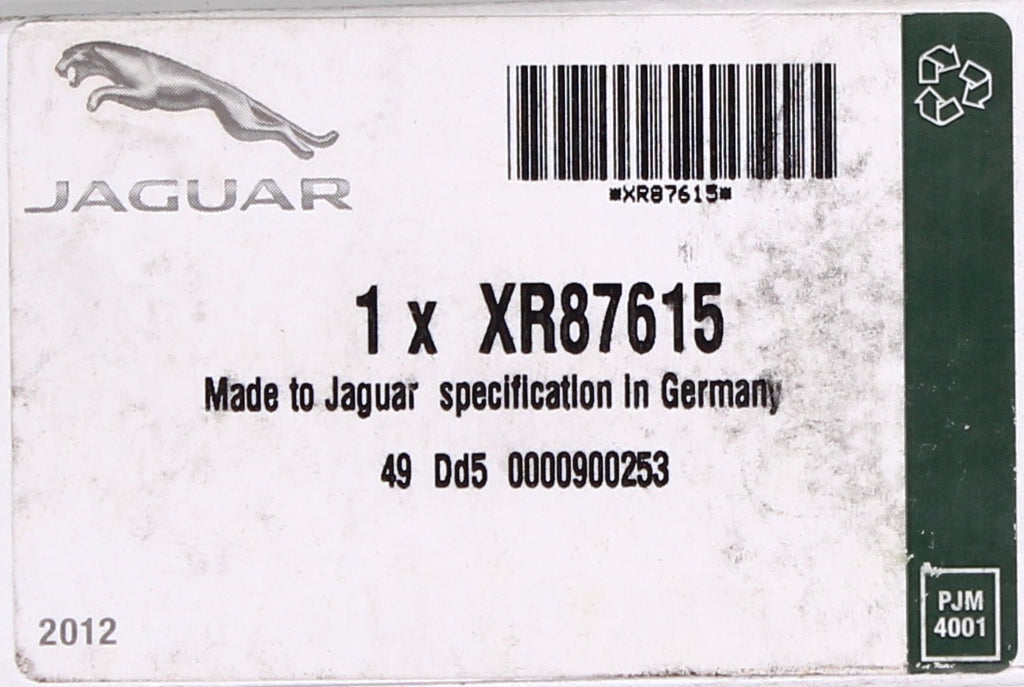 JAGUAR
*XR87615*
1 x XR87615
Made to Jaguar specification in Germany
49 Dd5 0000900253
2012
PJM
4001